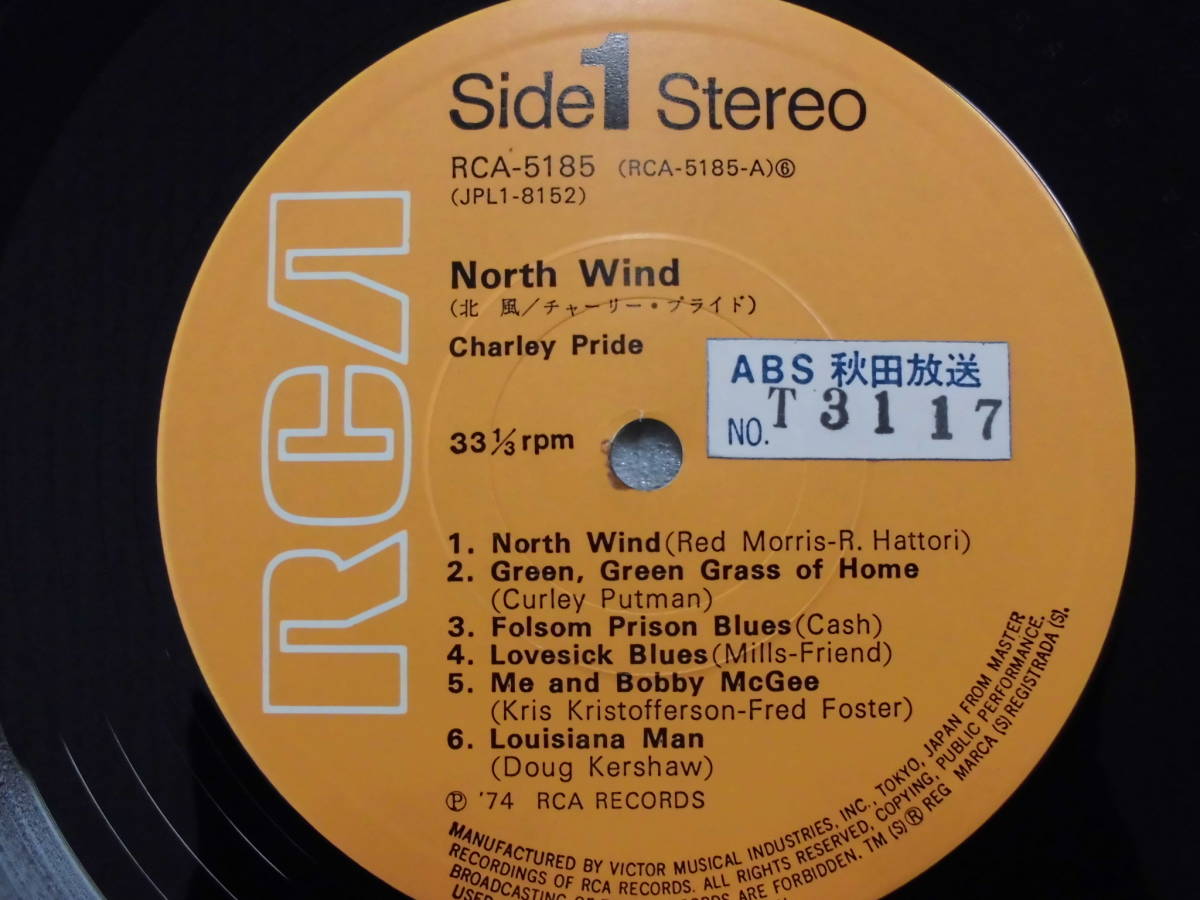 Side 1 Stereo
RCA-5185 (RCA-5185-A)⑥
(JPL1-8152)
RCA
North Wind
(北 風/チャーリー・プライド)
Charley Pride
ABS 秋田放送
NO. T3117
33 1/3 rpm
1. North Wind (Red Morris-R. Hattori)
2. Green, Green Grass of Home
(Curley Putman)
3. Folsom Prison Blues (Cash)
4. Lovesick Blues (Mills-Friend)
5. Me and Bobby McGee
(Kris Kristofferson-Fred Foster)
6. Louisiana Man
(Doug Kershaw)
Ⓟ '74 RCA RECORDS
MANUFACTURED BY VICTOR MUSICAL INDUSTRIES, INC., TOKYO, JAPAN FROM MASTER
RECORDINGS OF RCA RECORDS. ALL RIGHTS RESERVED, COPYING, PUBLIC PERFORMANCE.
BROADCASTING OF RECORDS ARE FORBIDDEN. TM (S) ® REG MARCA (S) REGISTRADA (S).
USED